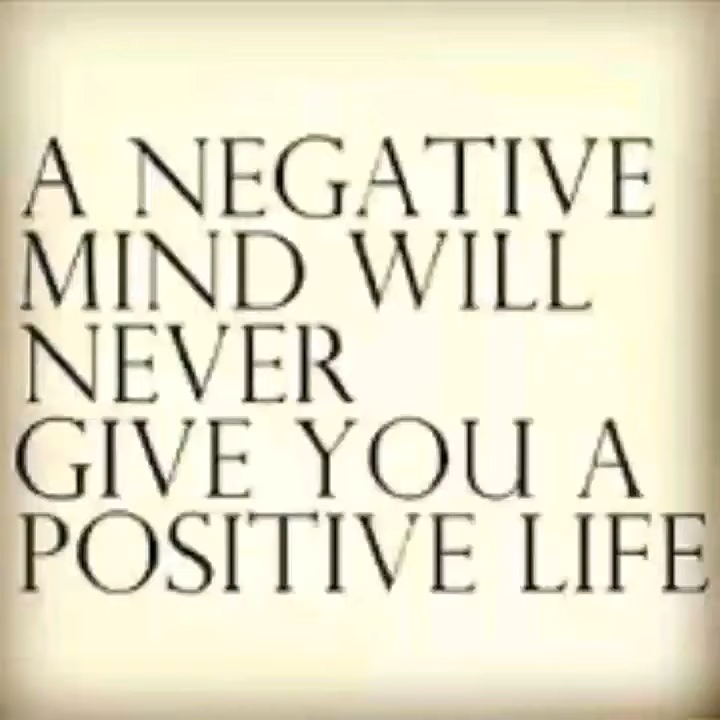 A NEGATIVE
MIND WILL
NEVER
GIVE YOU A
POSITIVE LIFE